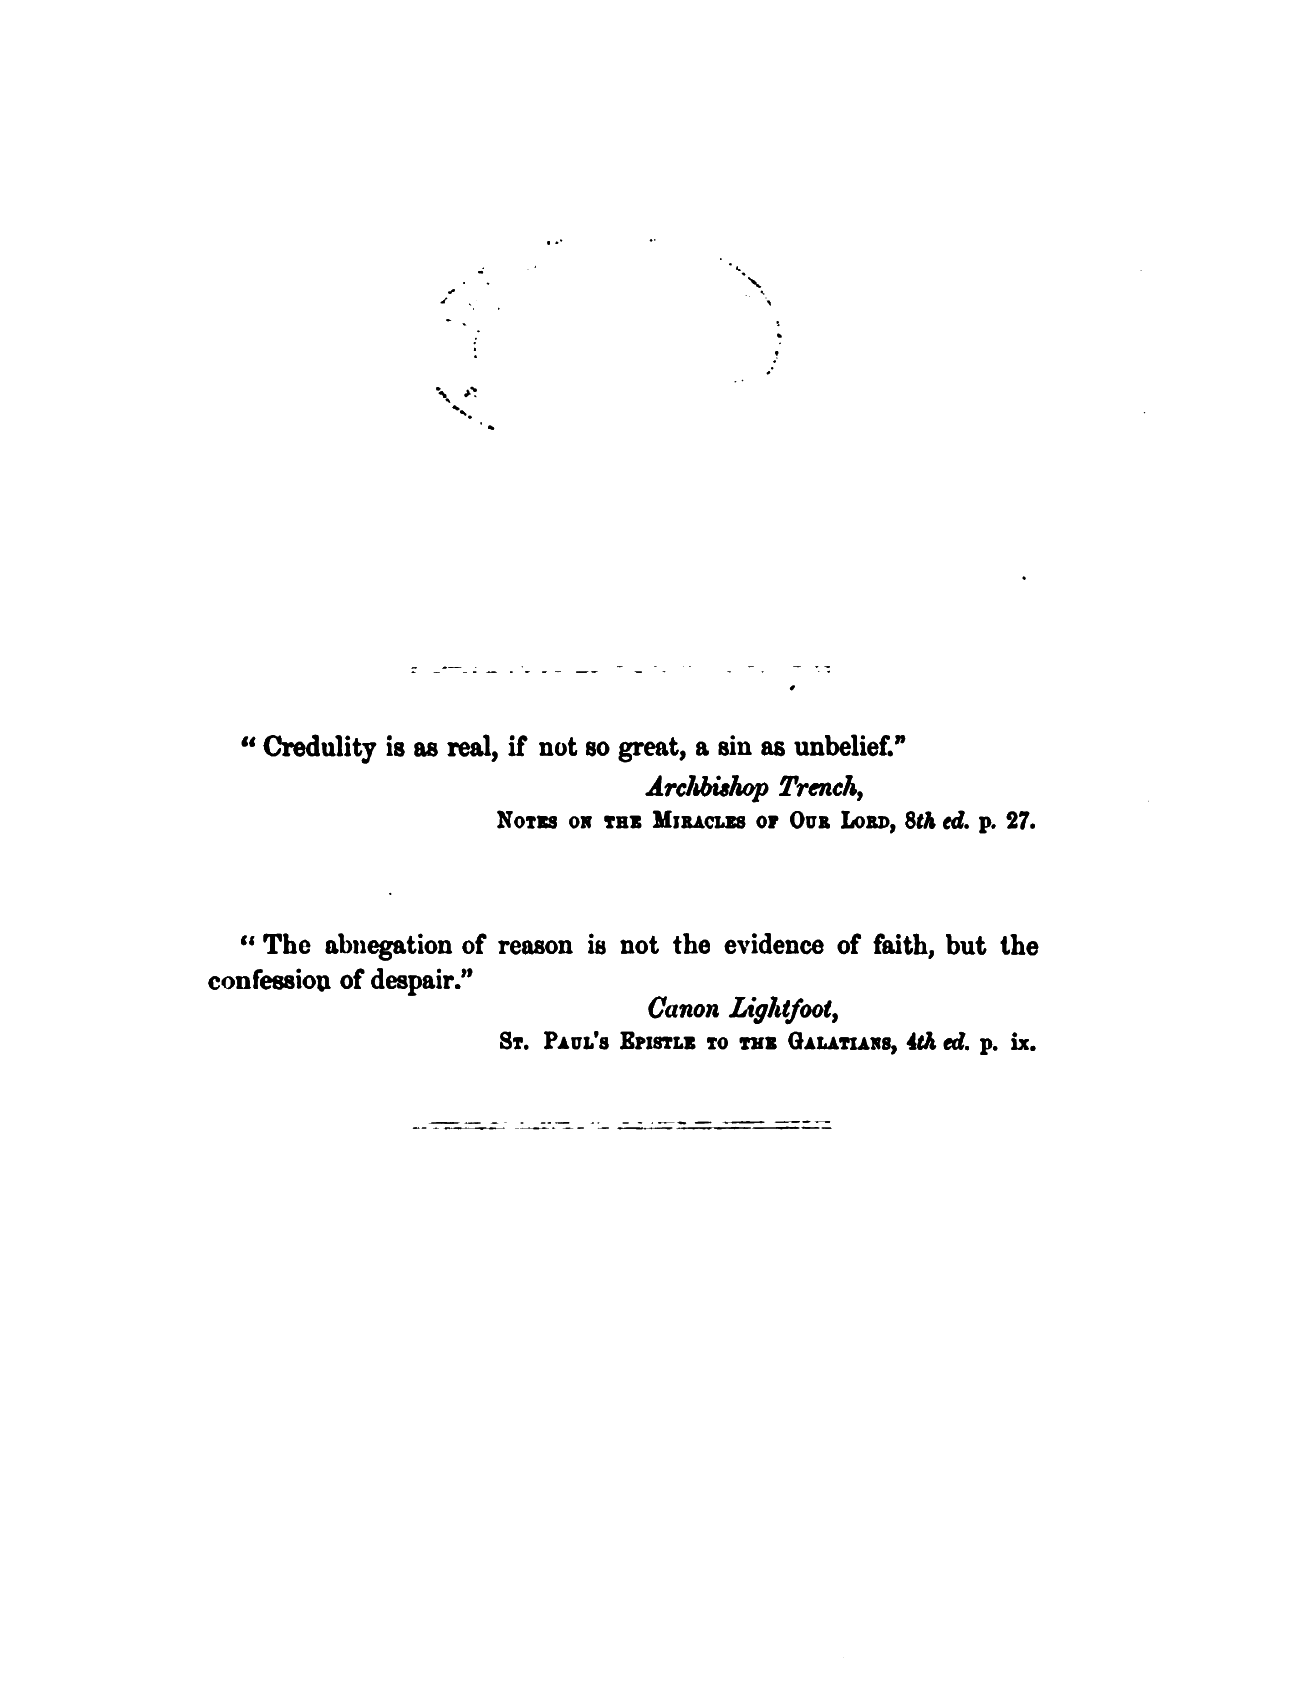 “ Credulity is as real, if not so great, a sin as unbelief.”
Archbishop Trench,
Notes on the Miracles of Our Lord, 8th ed. p. 27.
“ The abnegation of reason is not the evidence of faith, but the
confession of despair.”
Canon Lightfoot,
St. Paul’s Epistle to the Galatians, 4th ed. p. ix.